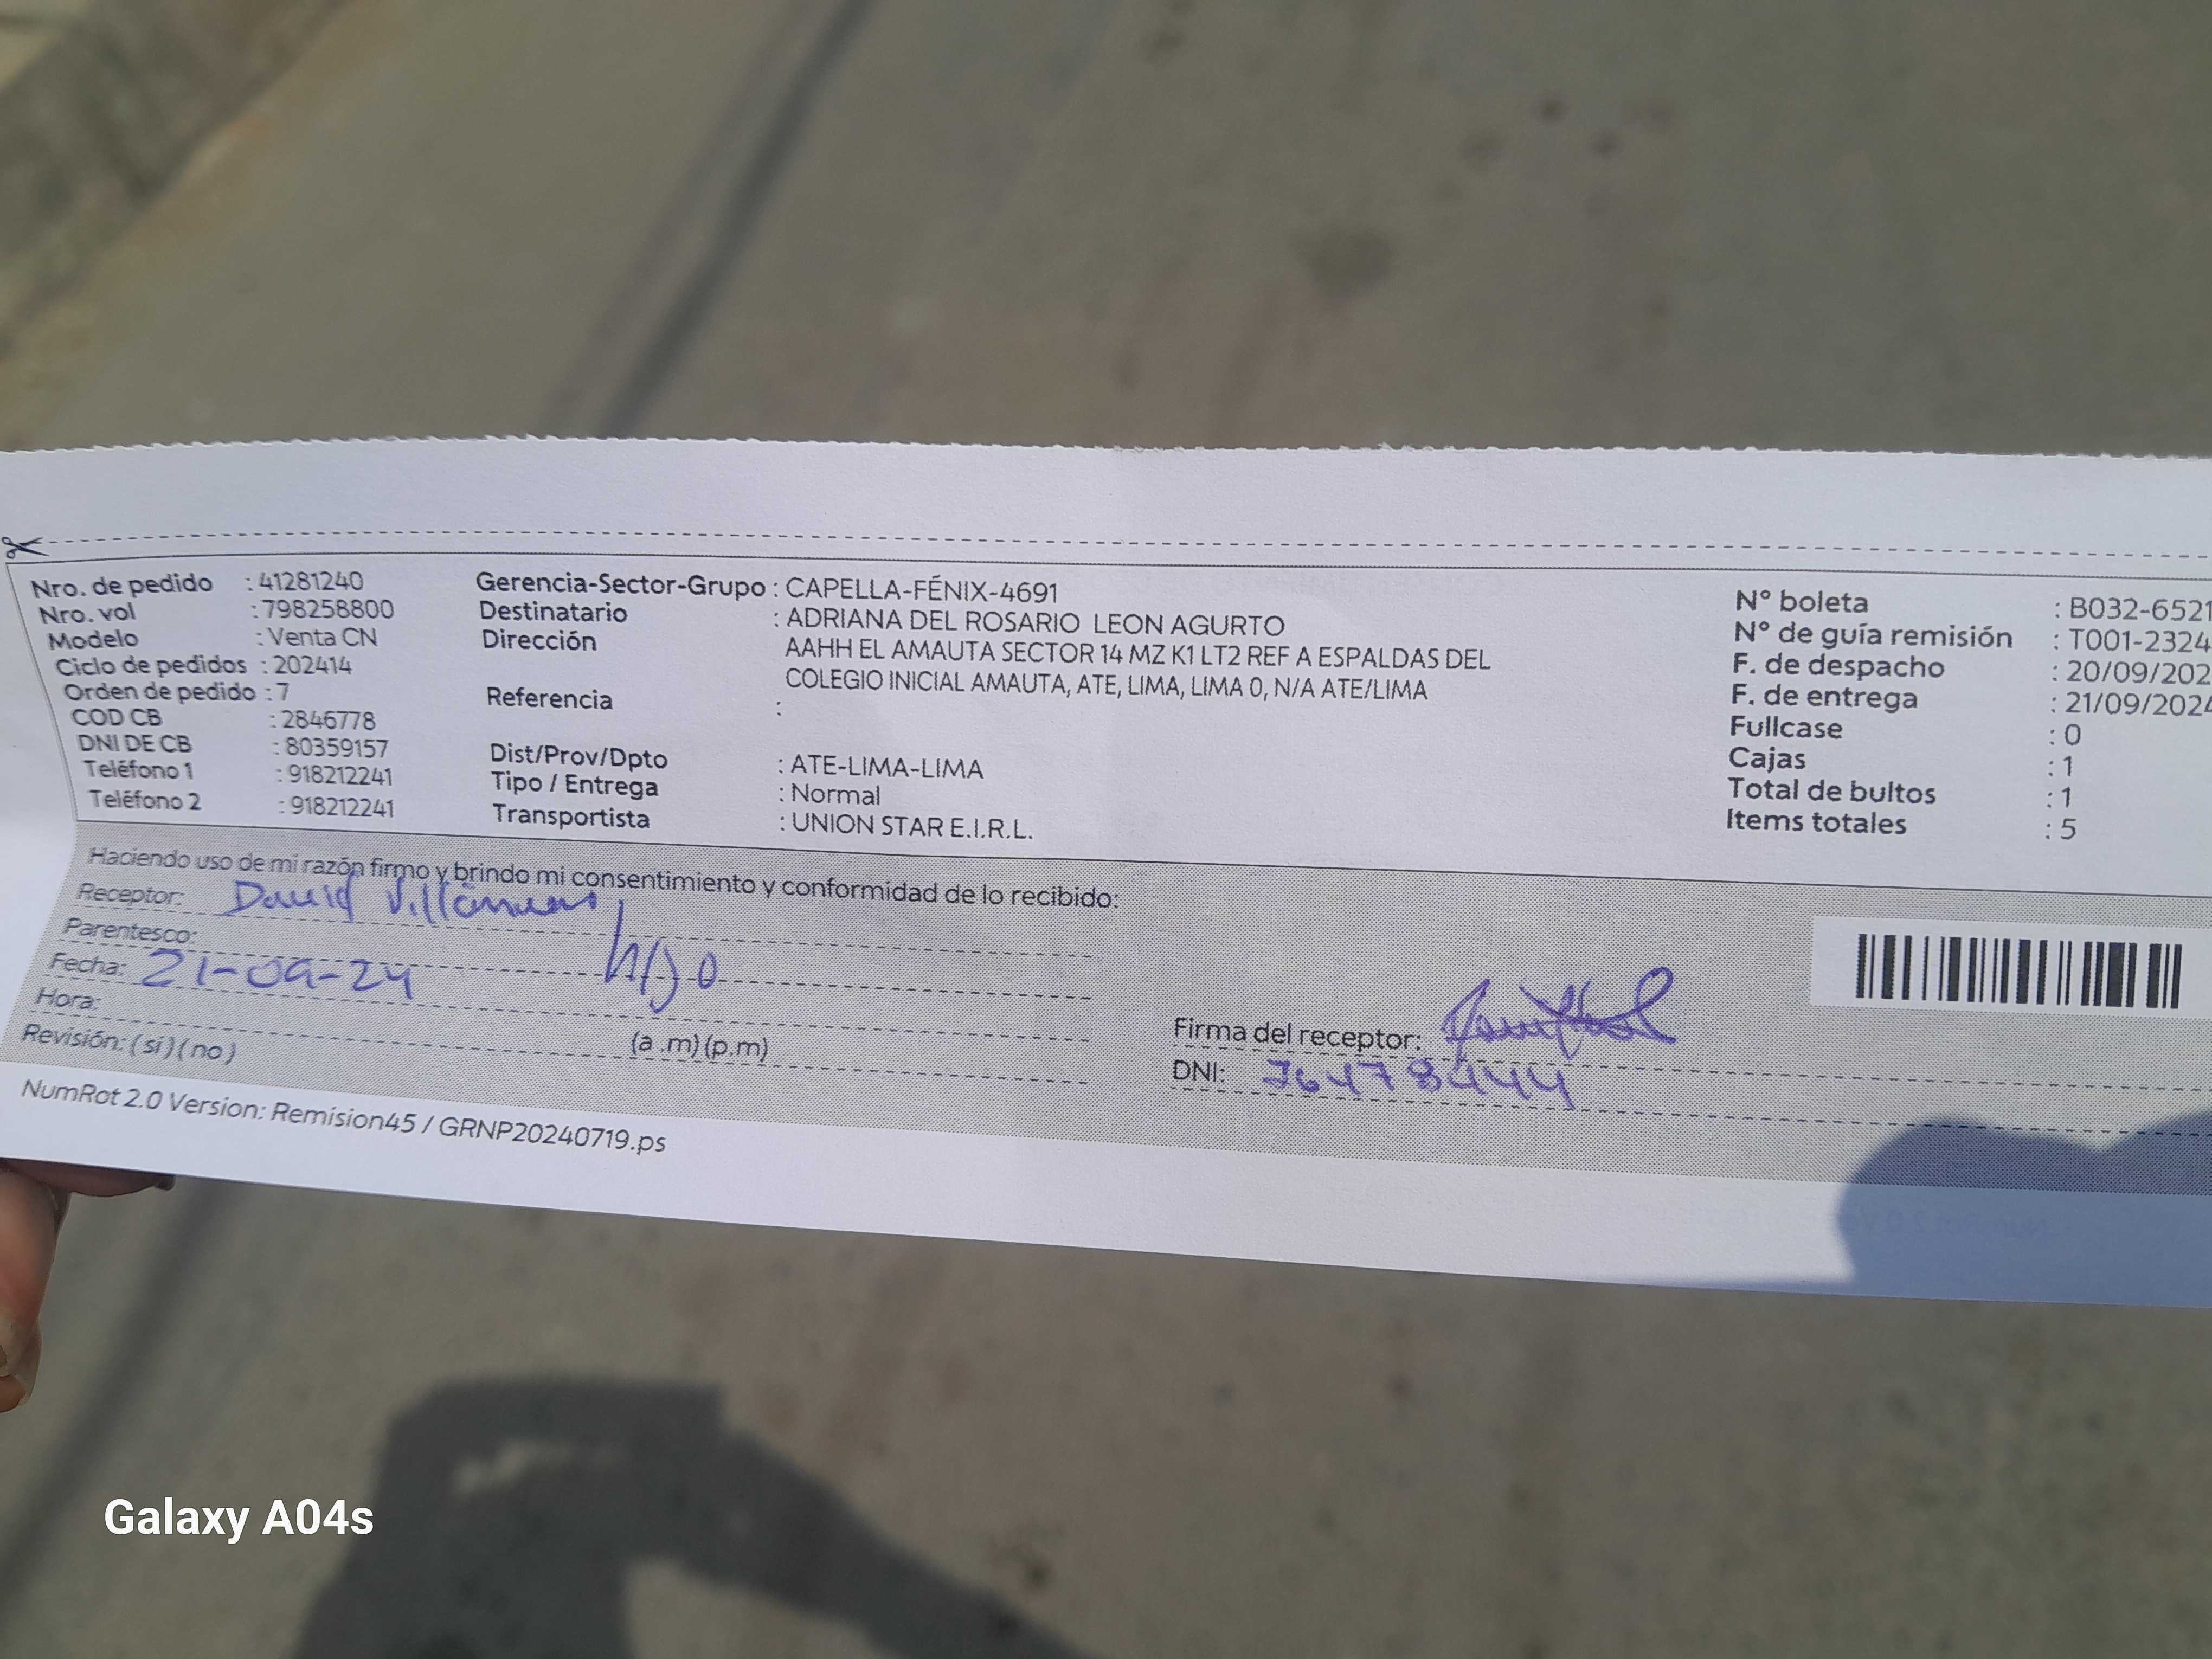 Nro. de pedido : 41281240
Nro. vol : 798258800
Modelo : Venta CN
Ciclo de pedidos : 202414
Orden de pedido : 7
COD CB : 2846778
DNI DE CB : 80359157
Teléfono 1 : 918212241
Teléfono 2 : 918212241
Gerencia-Sector-Grupo : CAPELLA-FÉNIX-4691
Destinatario : ADRIANA DEL ROSARIO LEON AGURTO
Dirección AAHH EL AMAUTA SECTOR 14 MZ K1 LT2 REF A ESPALDAS DEL
COLEGIO INICIAL AMAUTA, ATE, LIMA, LIMA 0, N/A ATE/LIMA
Referencia :
Dist/Prov/Dpto : ATE-LIMA-LIMA
Tipo / Entrega : Normal
Transportista : UNION STAR E.I.R.L.
N° boleta : B032-6521
N° de guía remisión : T001-2324
F. de despacho : 20/09/202
F. de entrega : 21/09/2024
Fullcase : 0
Cajas : 1
Total de bultos : 1
Items totales : 5
Haciendo uso de mi razón firmo y brindo mi consentimiento y conformidad de lo recibido:
Receptor: David
Parentesco: hijo
Fecha: 21-09-24
Hora: (a .m) (p.m)
Revisión: (si) (no)
Firma del receptor:
DNI: 76478444
NumRot 2.0 Version: Remision45 / GRNP20240719.ps
Galaxy A04s